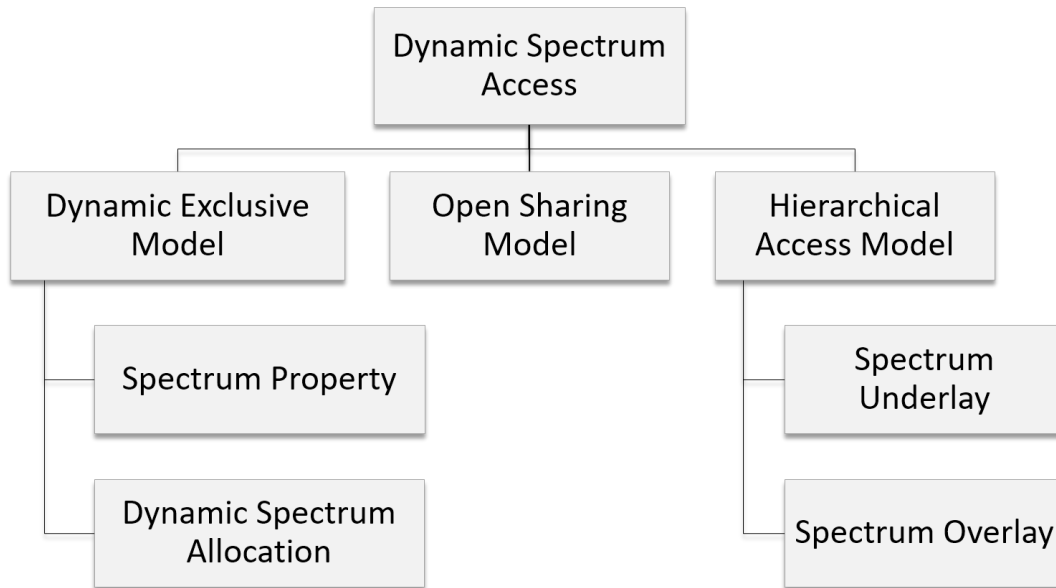 Dynamic Spectrum
Access
Dynamic Exclusive
Model
Open Sharing
Model
Hierarchical
Access Model
Spectrum Property
Dynamic Spectrum
Allocation
Spectrum
Underlay
Spectrum Overlay